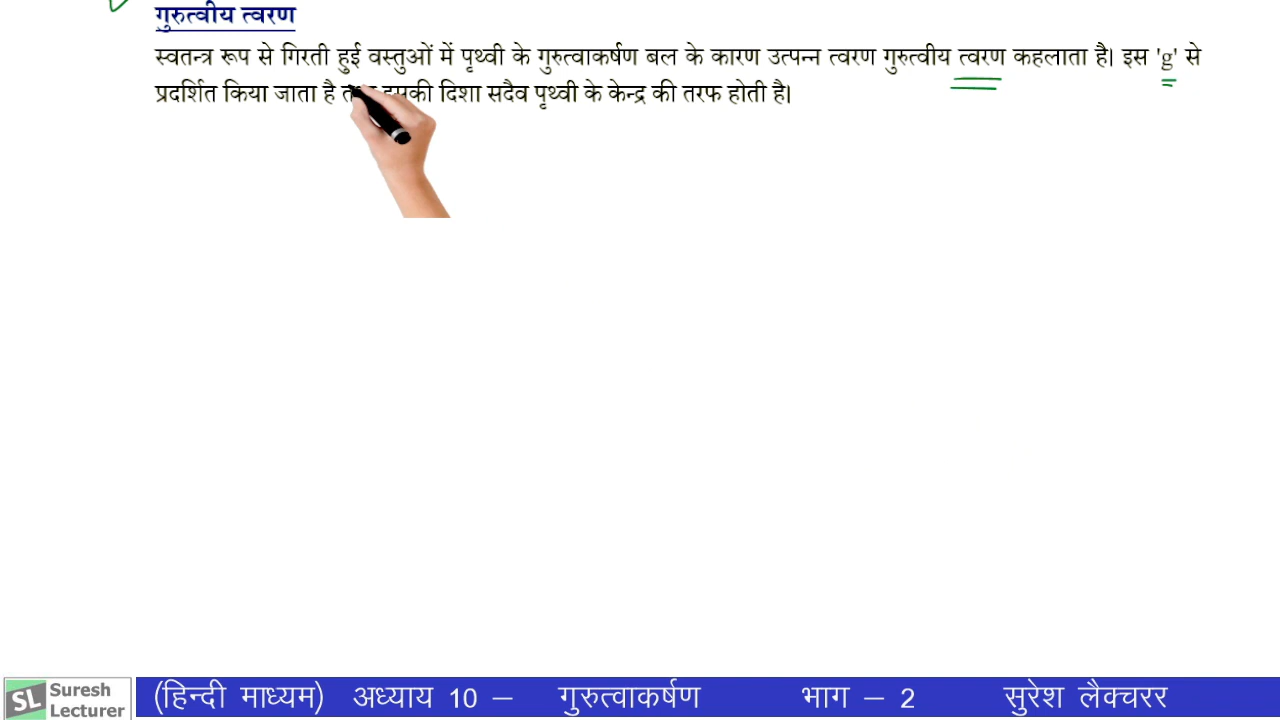 गुरुत्वीय त्वरण
स्वतन्त्र रूप से गिरती हुई वस्तुओं में पृथ्वी के गुरुत्वाकर्षण बल के कारण उत्पन्न त्वरण गुरुत्वीय त्वरण कहलाता है। इस 'g' से
प्रदर्शित किया जाता है इसकी दिशा सदैव पृथ्वी के केन्द्र की तरफ होती है।
SL Suresh Lecturer
(हिन्दी माध्यम) अध्याय 10 – गुरुत्वाकर्षण भाग – 2 सुरेश लैक्चरर